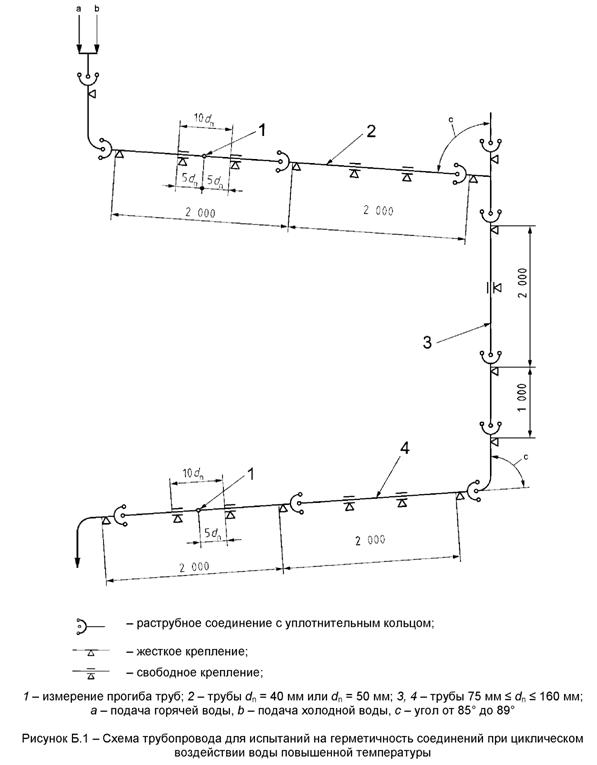 a b
10dn 1 2 c
5dn 5dn
2 000 2 000
2 000
3
1 000
c
10dn 1 4
5dn
2 000 2 000
– раструбное соединение с уплотнительным кольцом;
– жесткое крепление;
– свободное крепление;
1 – измерение прогиба труб; 2 – трубы dn = 40 мм или dn = 50 мм; 3, 4 – трубы 75 мм ≤ dn ≤ 160 мм;
a – подача горячей воды, b – подача холодной воды, c – угол от 85° до 89°
Рисунок Б.1 – Схема трубопровода для испытаний на герметичность соединений при циклическом
воздействии воды повышенной температуры